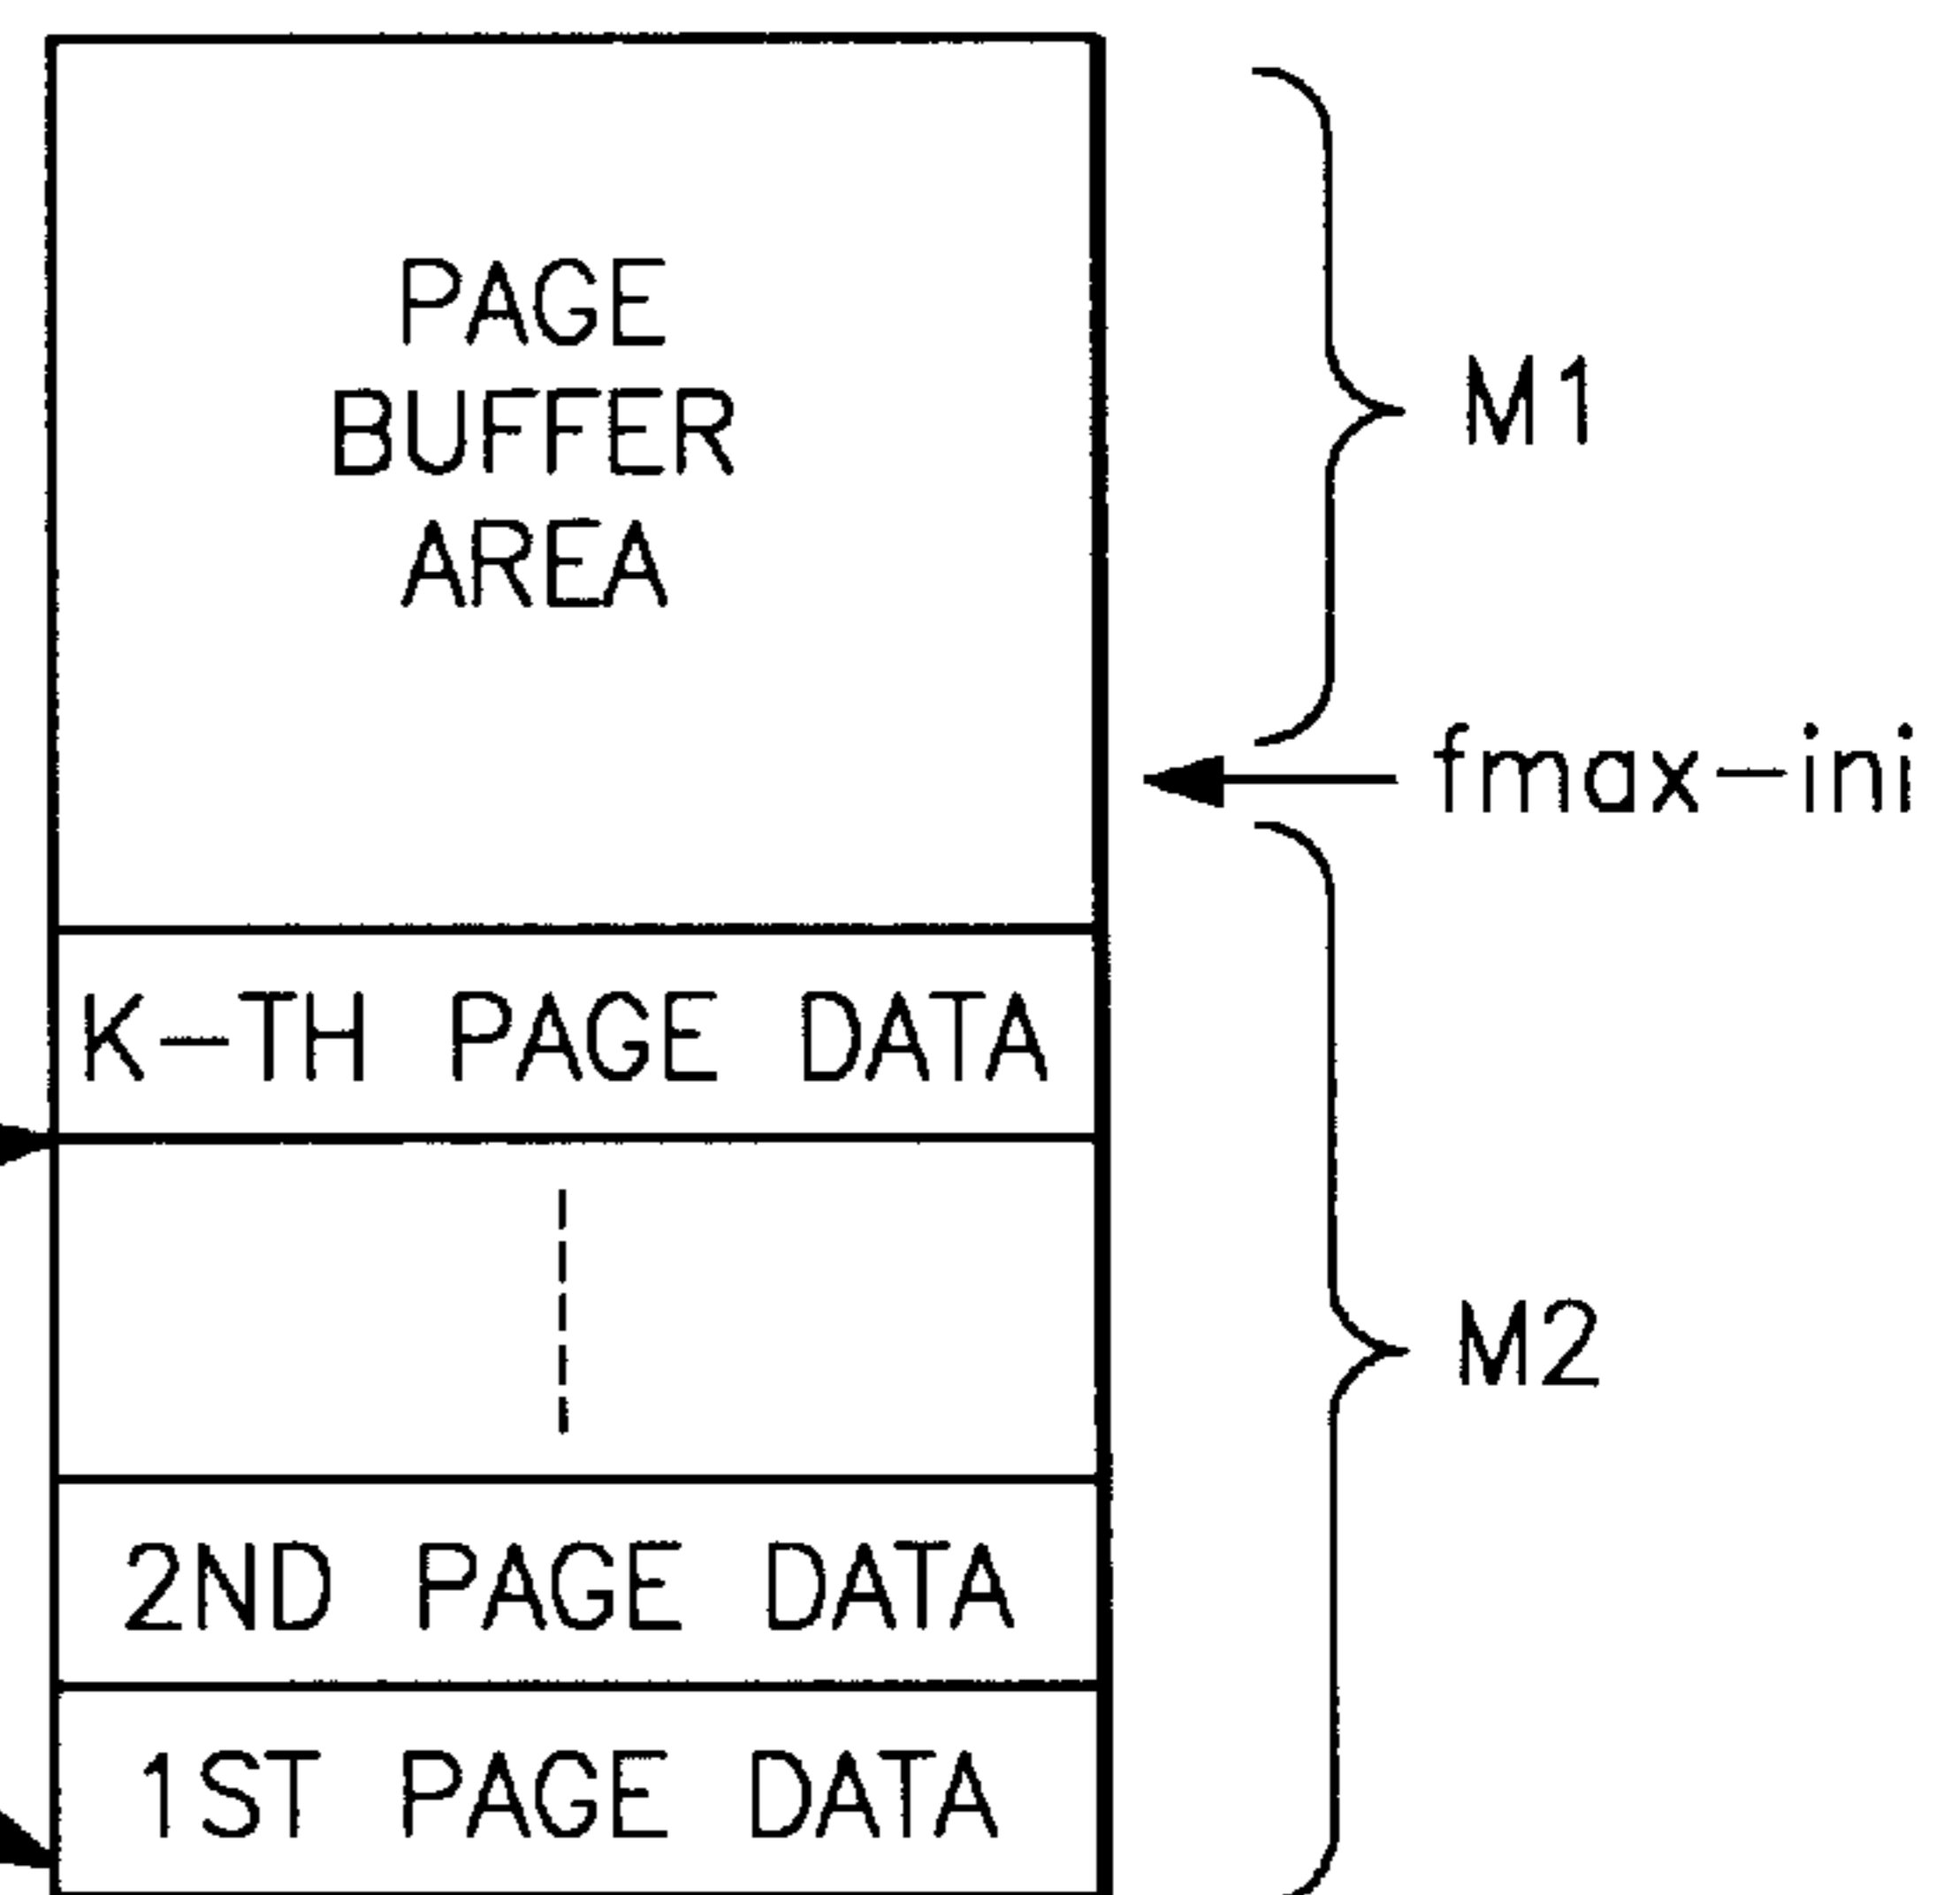 PAGE
BUFFER
AREA
M1
fmax-ini
K-TH PAGE DATA
M2
2ND PAGE DATA
1ST PAGE DATA